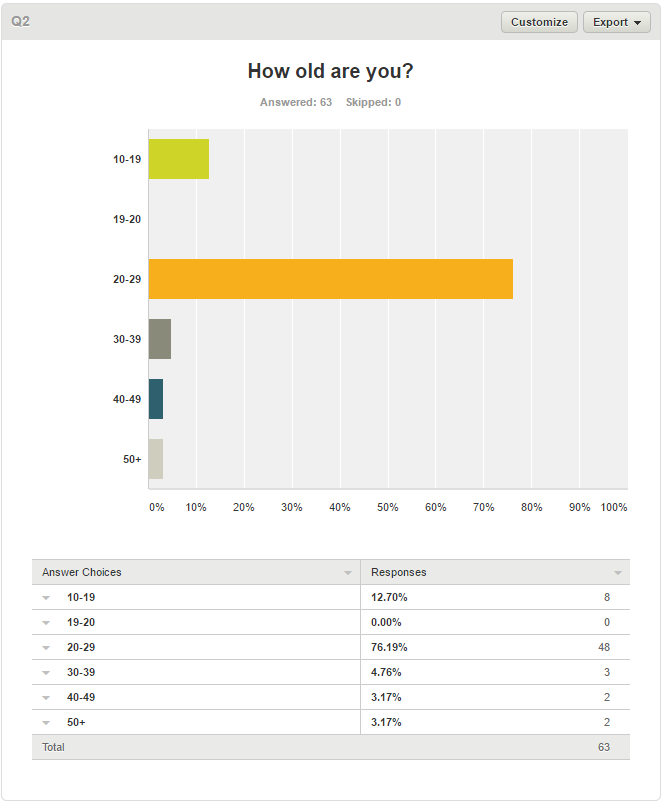 Q2 Customize Export
How old are you?
Answered: 63 Skipped: 0
10-19
19-20
20-29
30-39
40-49
50+
0% 10% 20% 30% 40% 50% 60% 70% 80% 90% 100%
Answer Choices Responses
10-19 12.70% 8
19-20 0.00% 0
20-29 76.19% 48
30-39 4.76% 3
40-49 3.17% 2
50+ 3.17% 2
Total 63